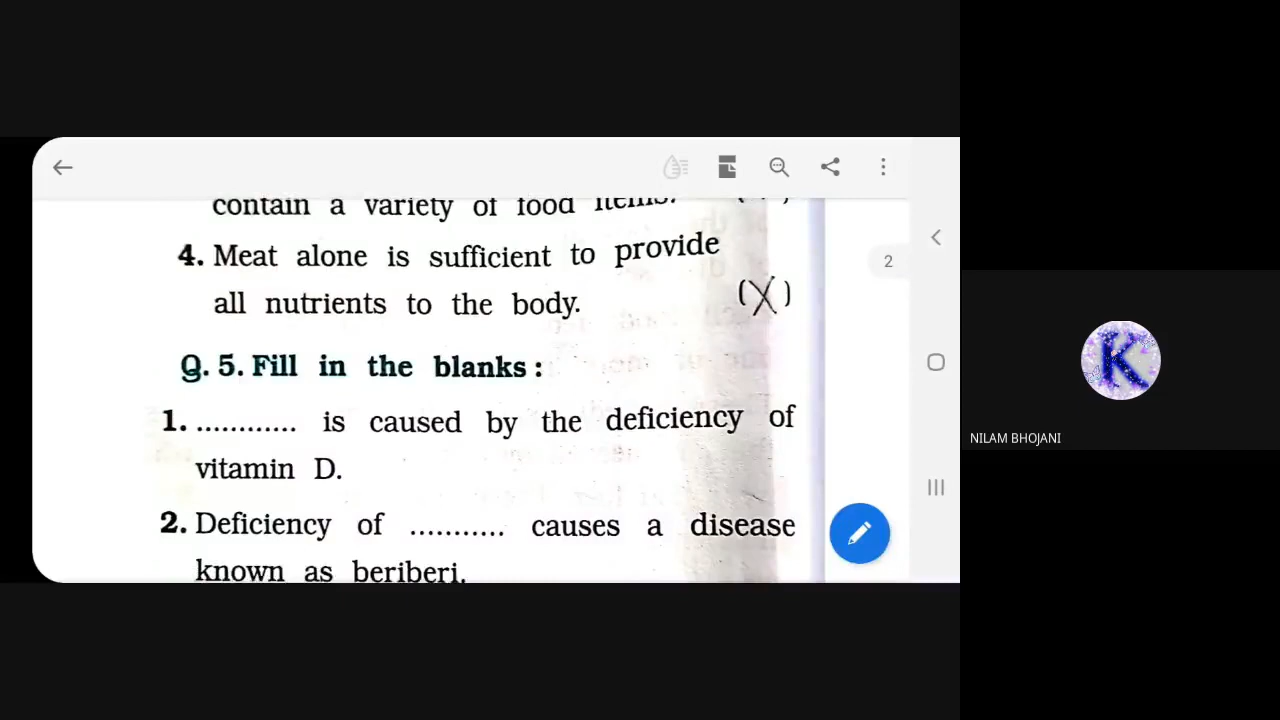 contain a variety of food items.
4. Meat alone is sufficient to provide
all nutrients to the body. (X)
Q. 5. Fill in the blanks :
1. ............ is caused by the deficiency of
vitamin D.
2. Deficiency of ........... causes a disease
known as beriberi.
2
K
NILAM BHOJANI